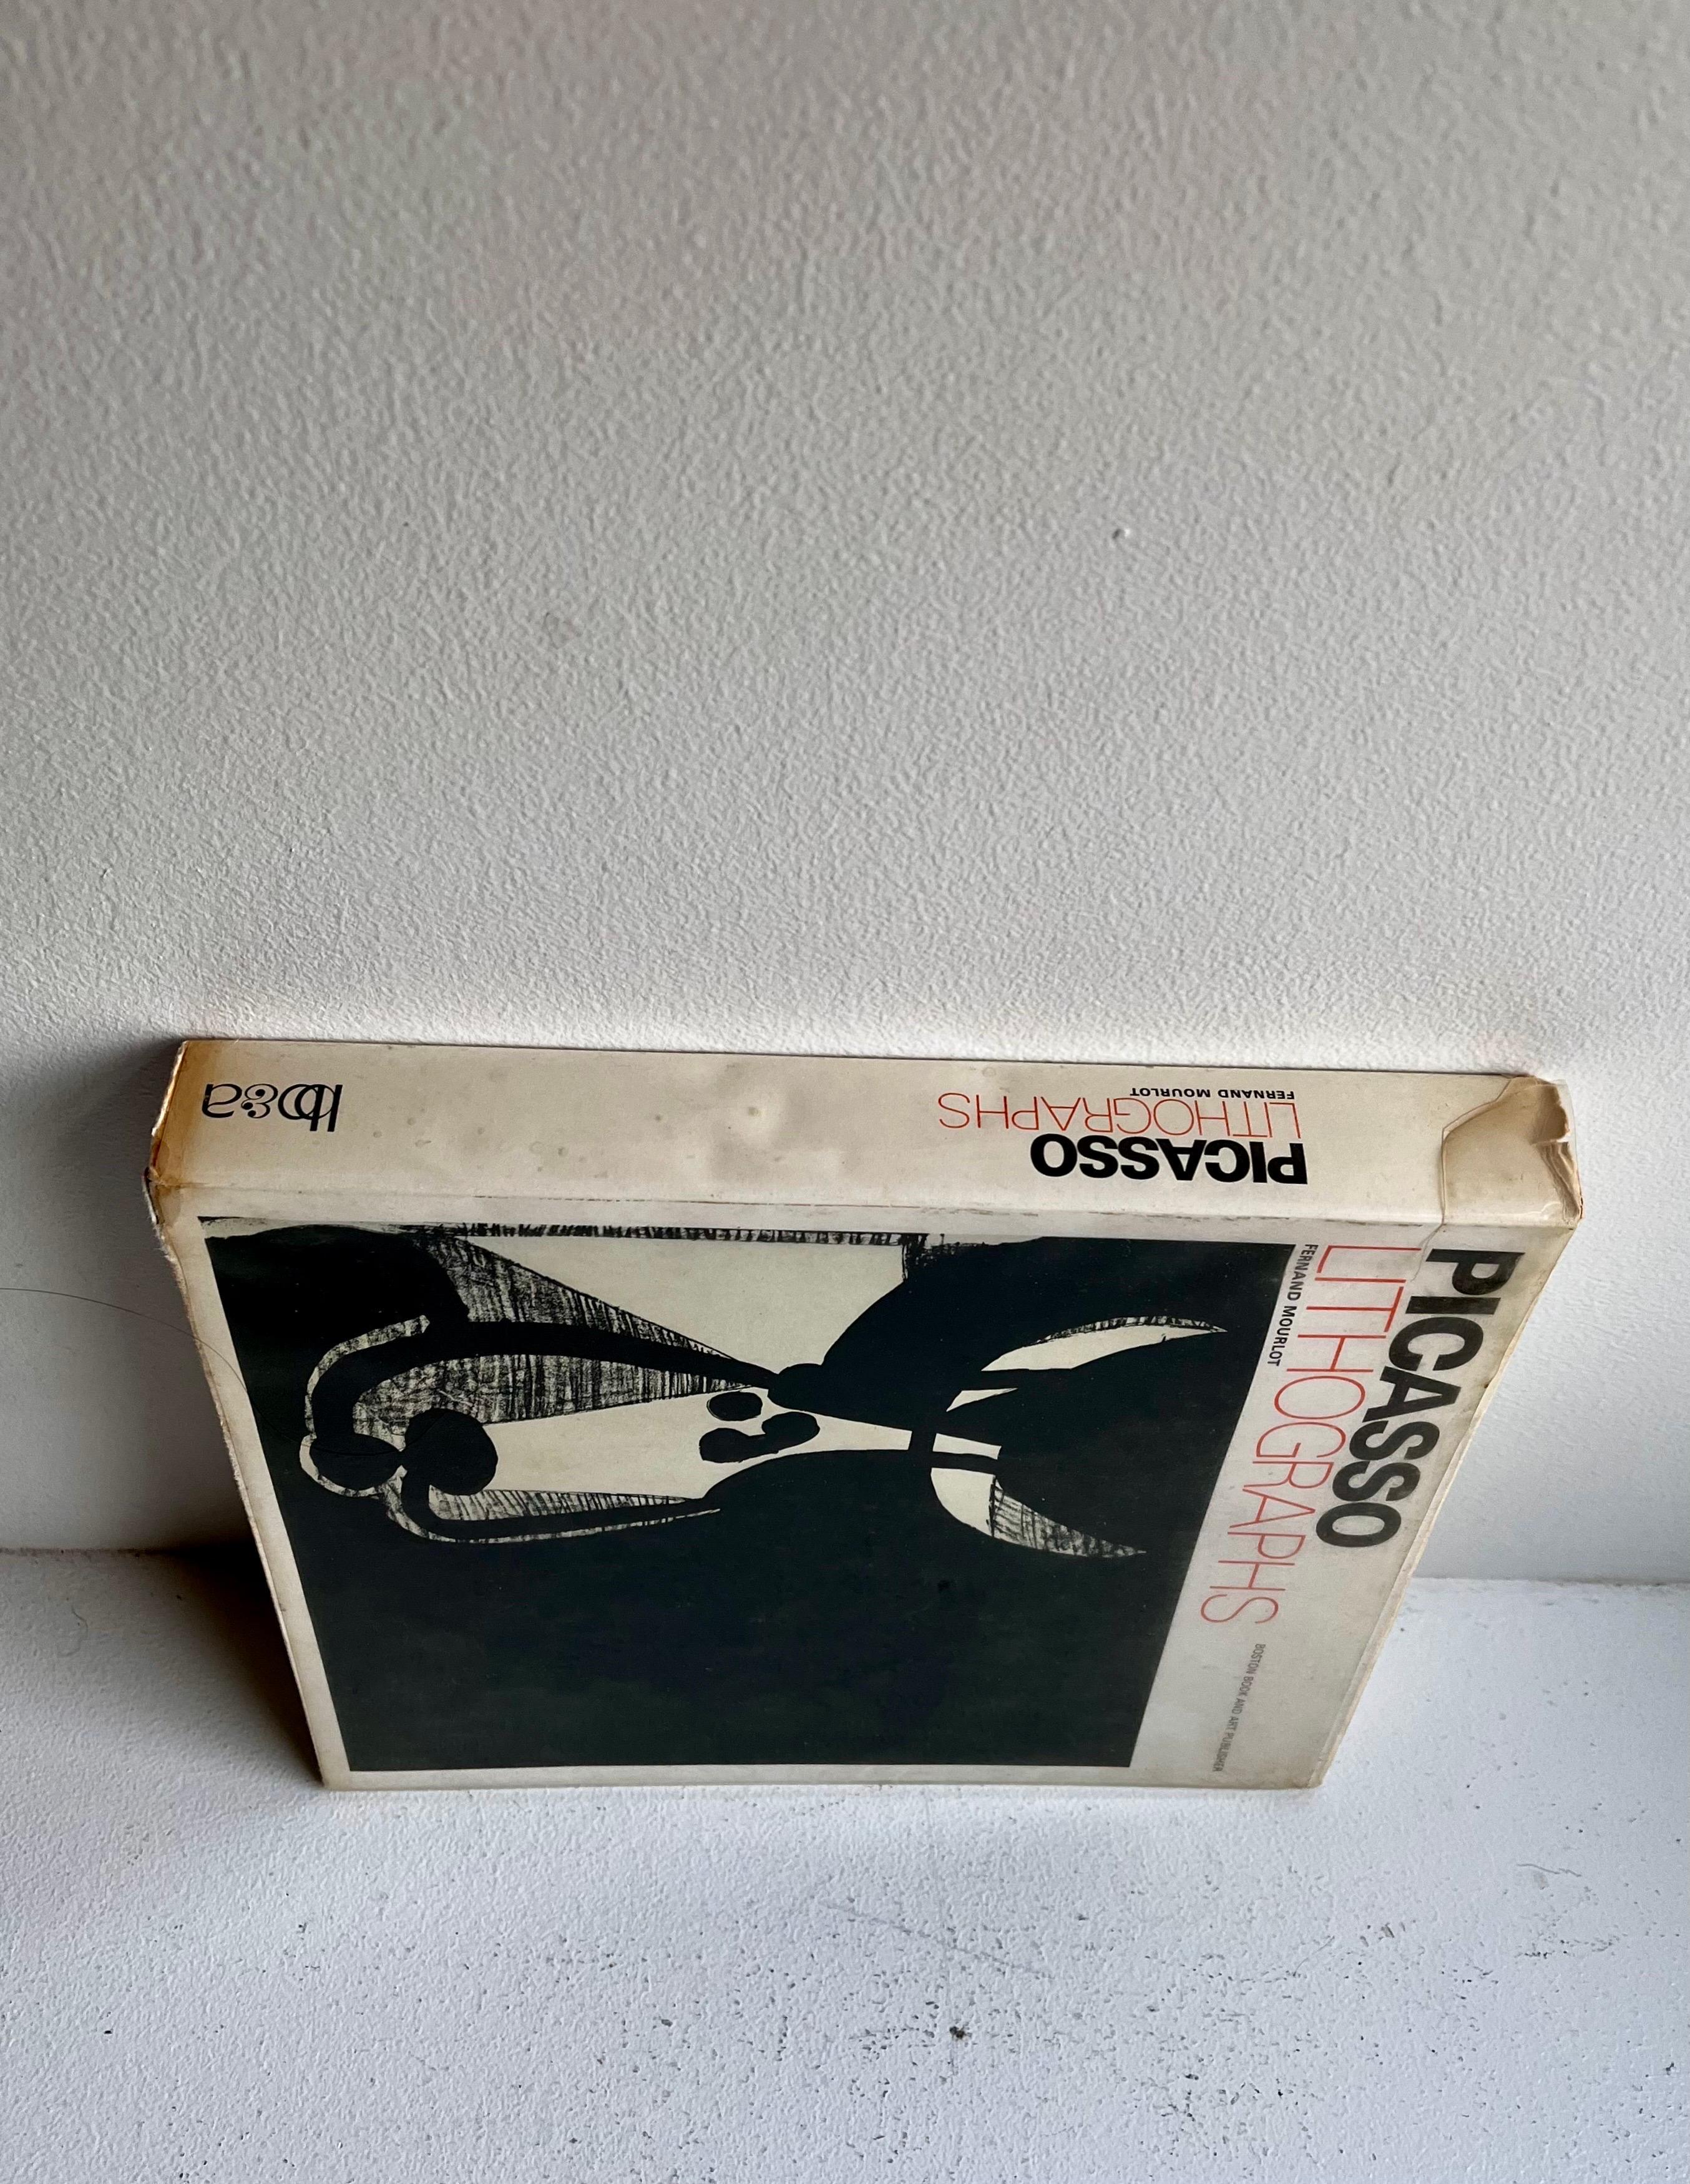 PICASSO
LITHOGRAPHS
FERNAND MOURLOT
bb&a
PICASSO
LITHOGRAPHS
FERNAND MOURLOT
BOSTON BOOK AND ART PUBLISHER